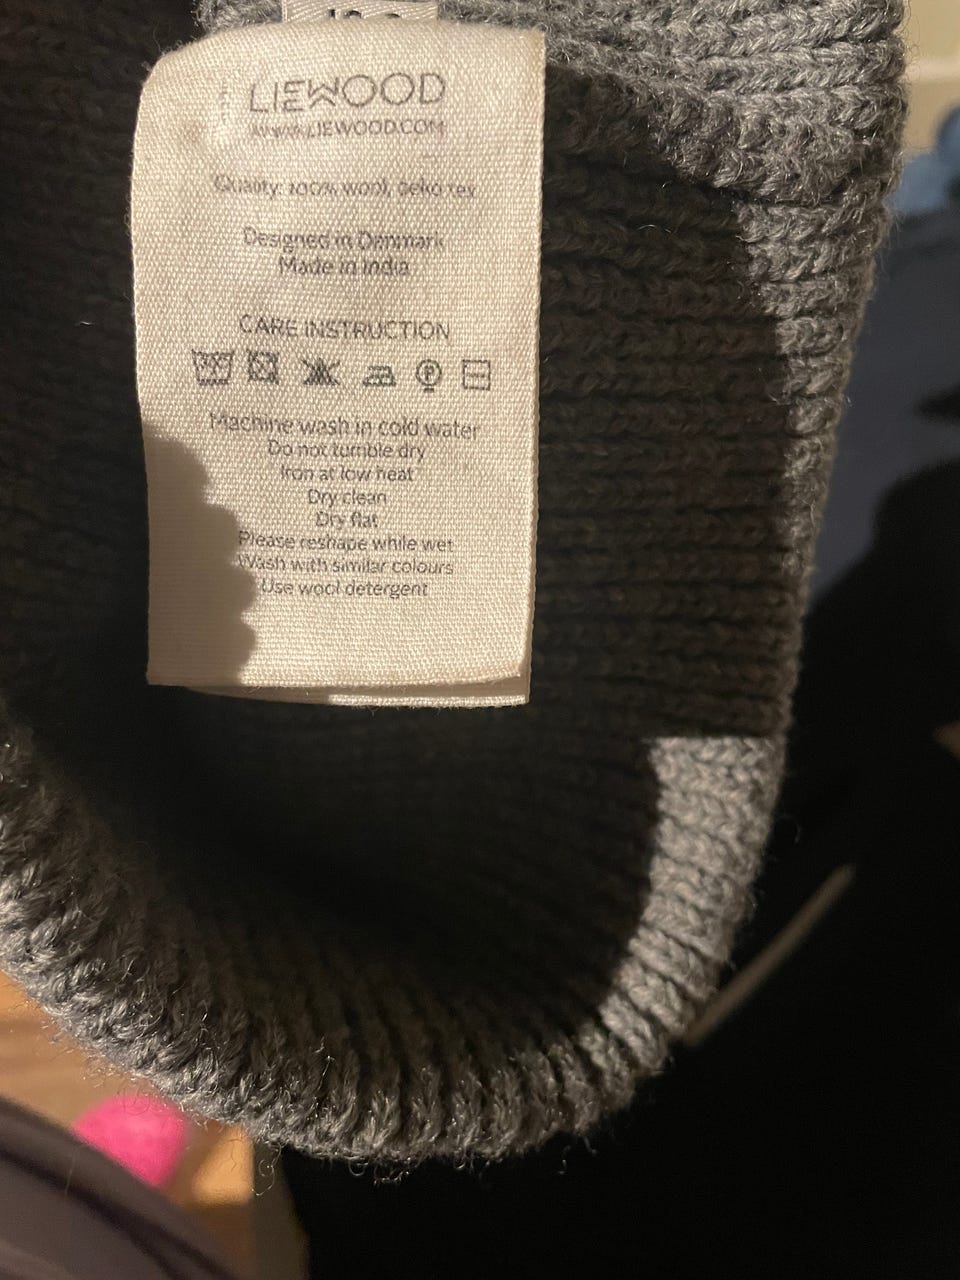 LIEWOOD
WWW.LIEWOOD.COM
Quality: 100% wool, oeko tex
Designed in Denmark
Made in India
CARE INSTRUCTION
P
Machine wash in cold water
Do not tumble dry
Iron at low heat
Dry clean
Dry flat
Please reshape while wet
Wash with similar colours
Use wool detergent